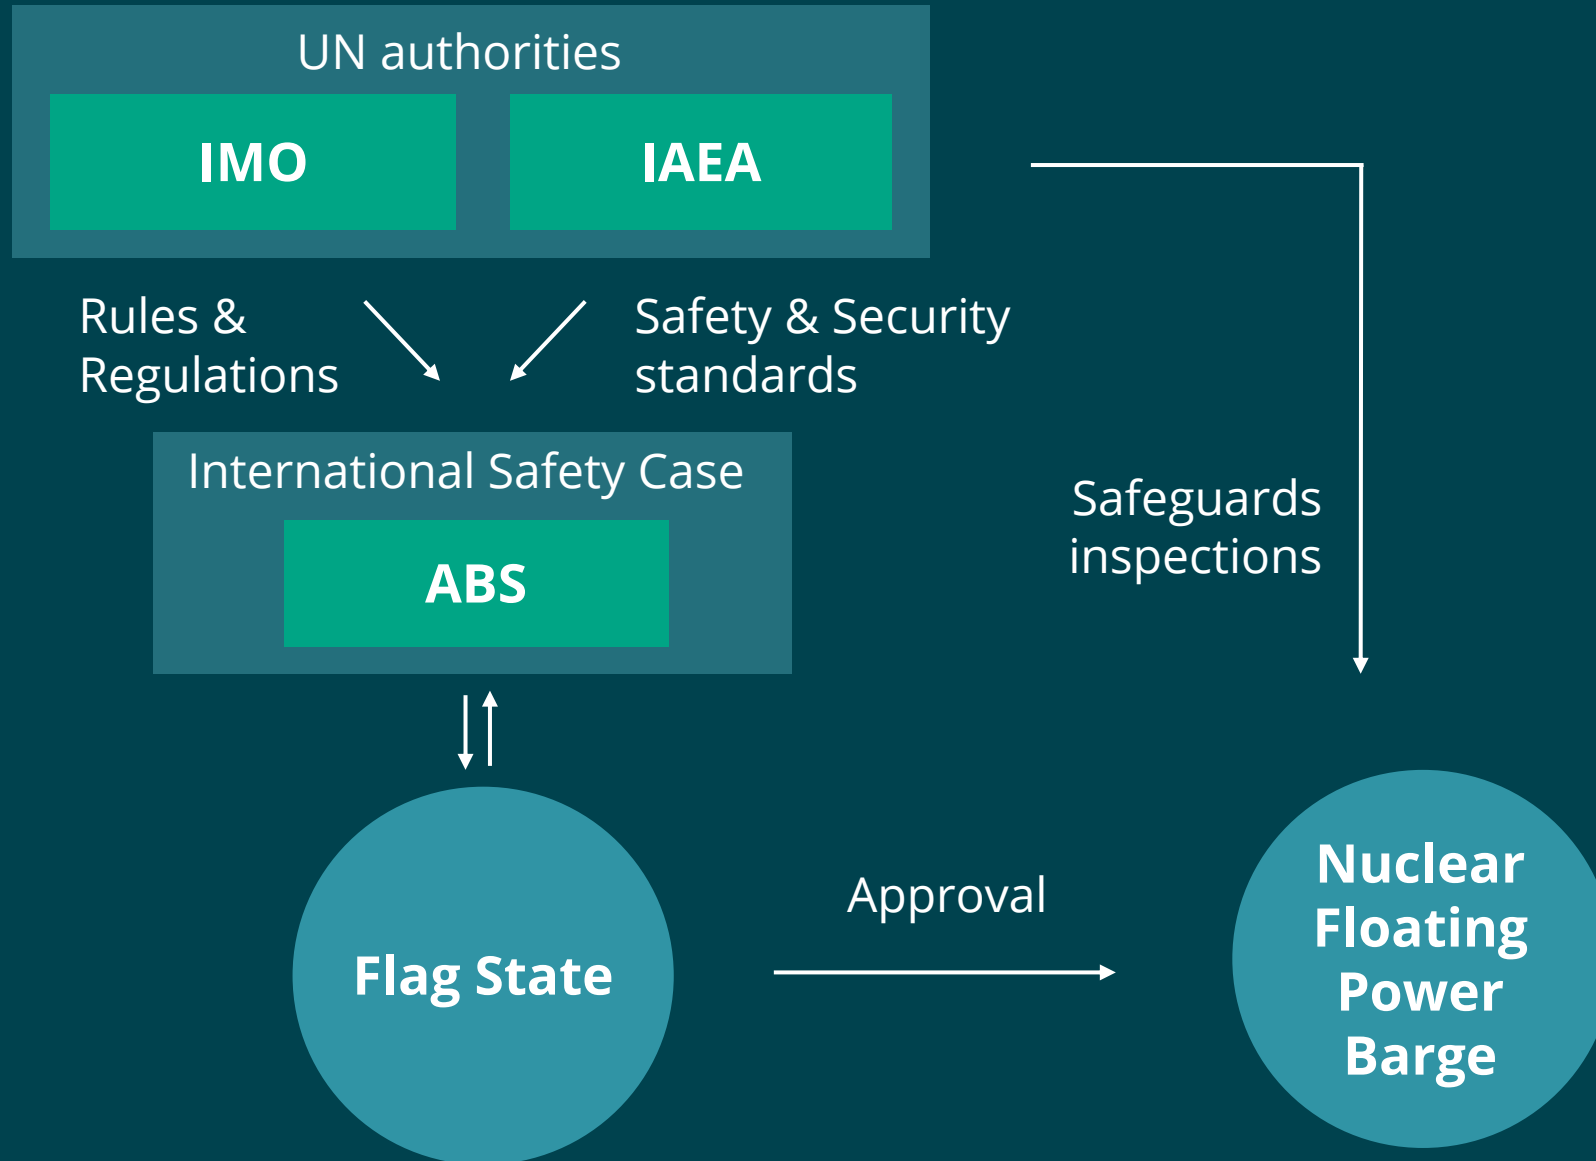 UN authorities
IMO
IAEA
Rules &
Regulations
Safety & Security
standards
International Safety Case
ABS
Safeguards
inspections
Flag State
Approval
Nuclear
Floating
Power
Barge